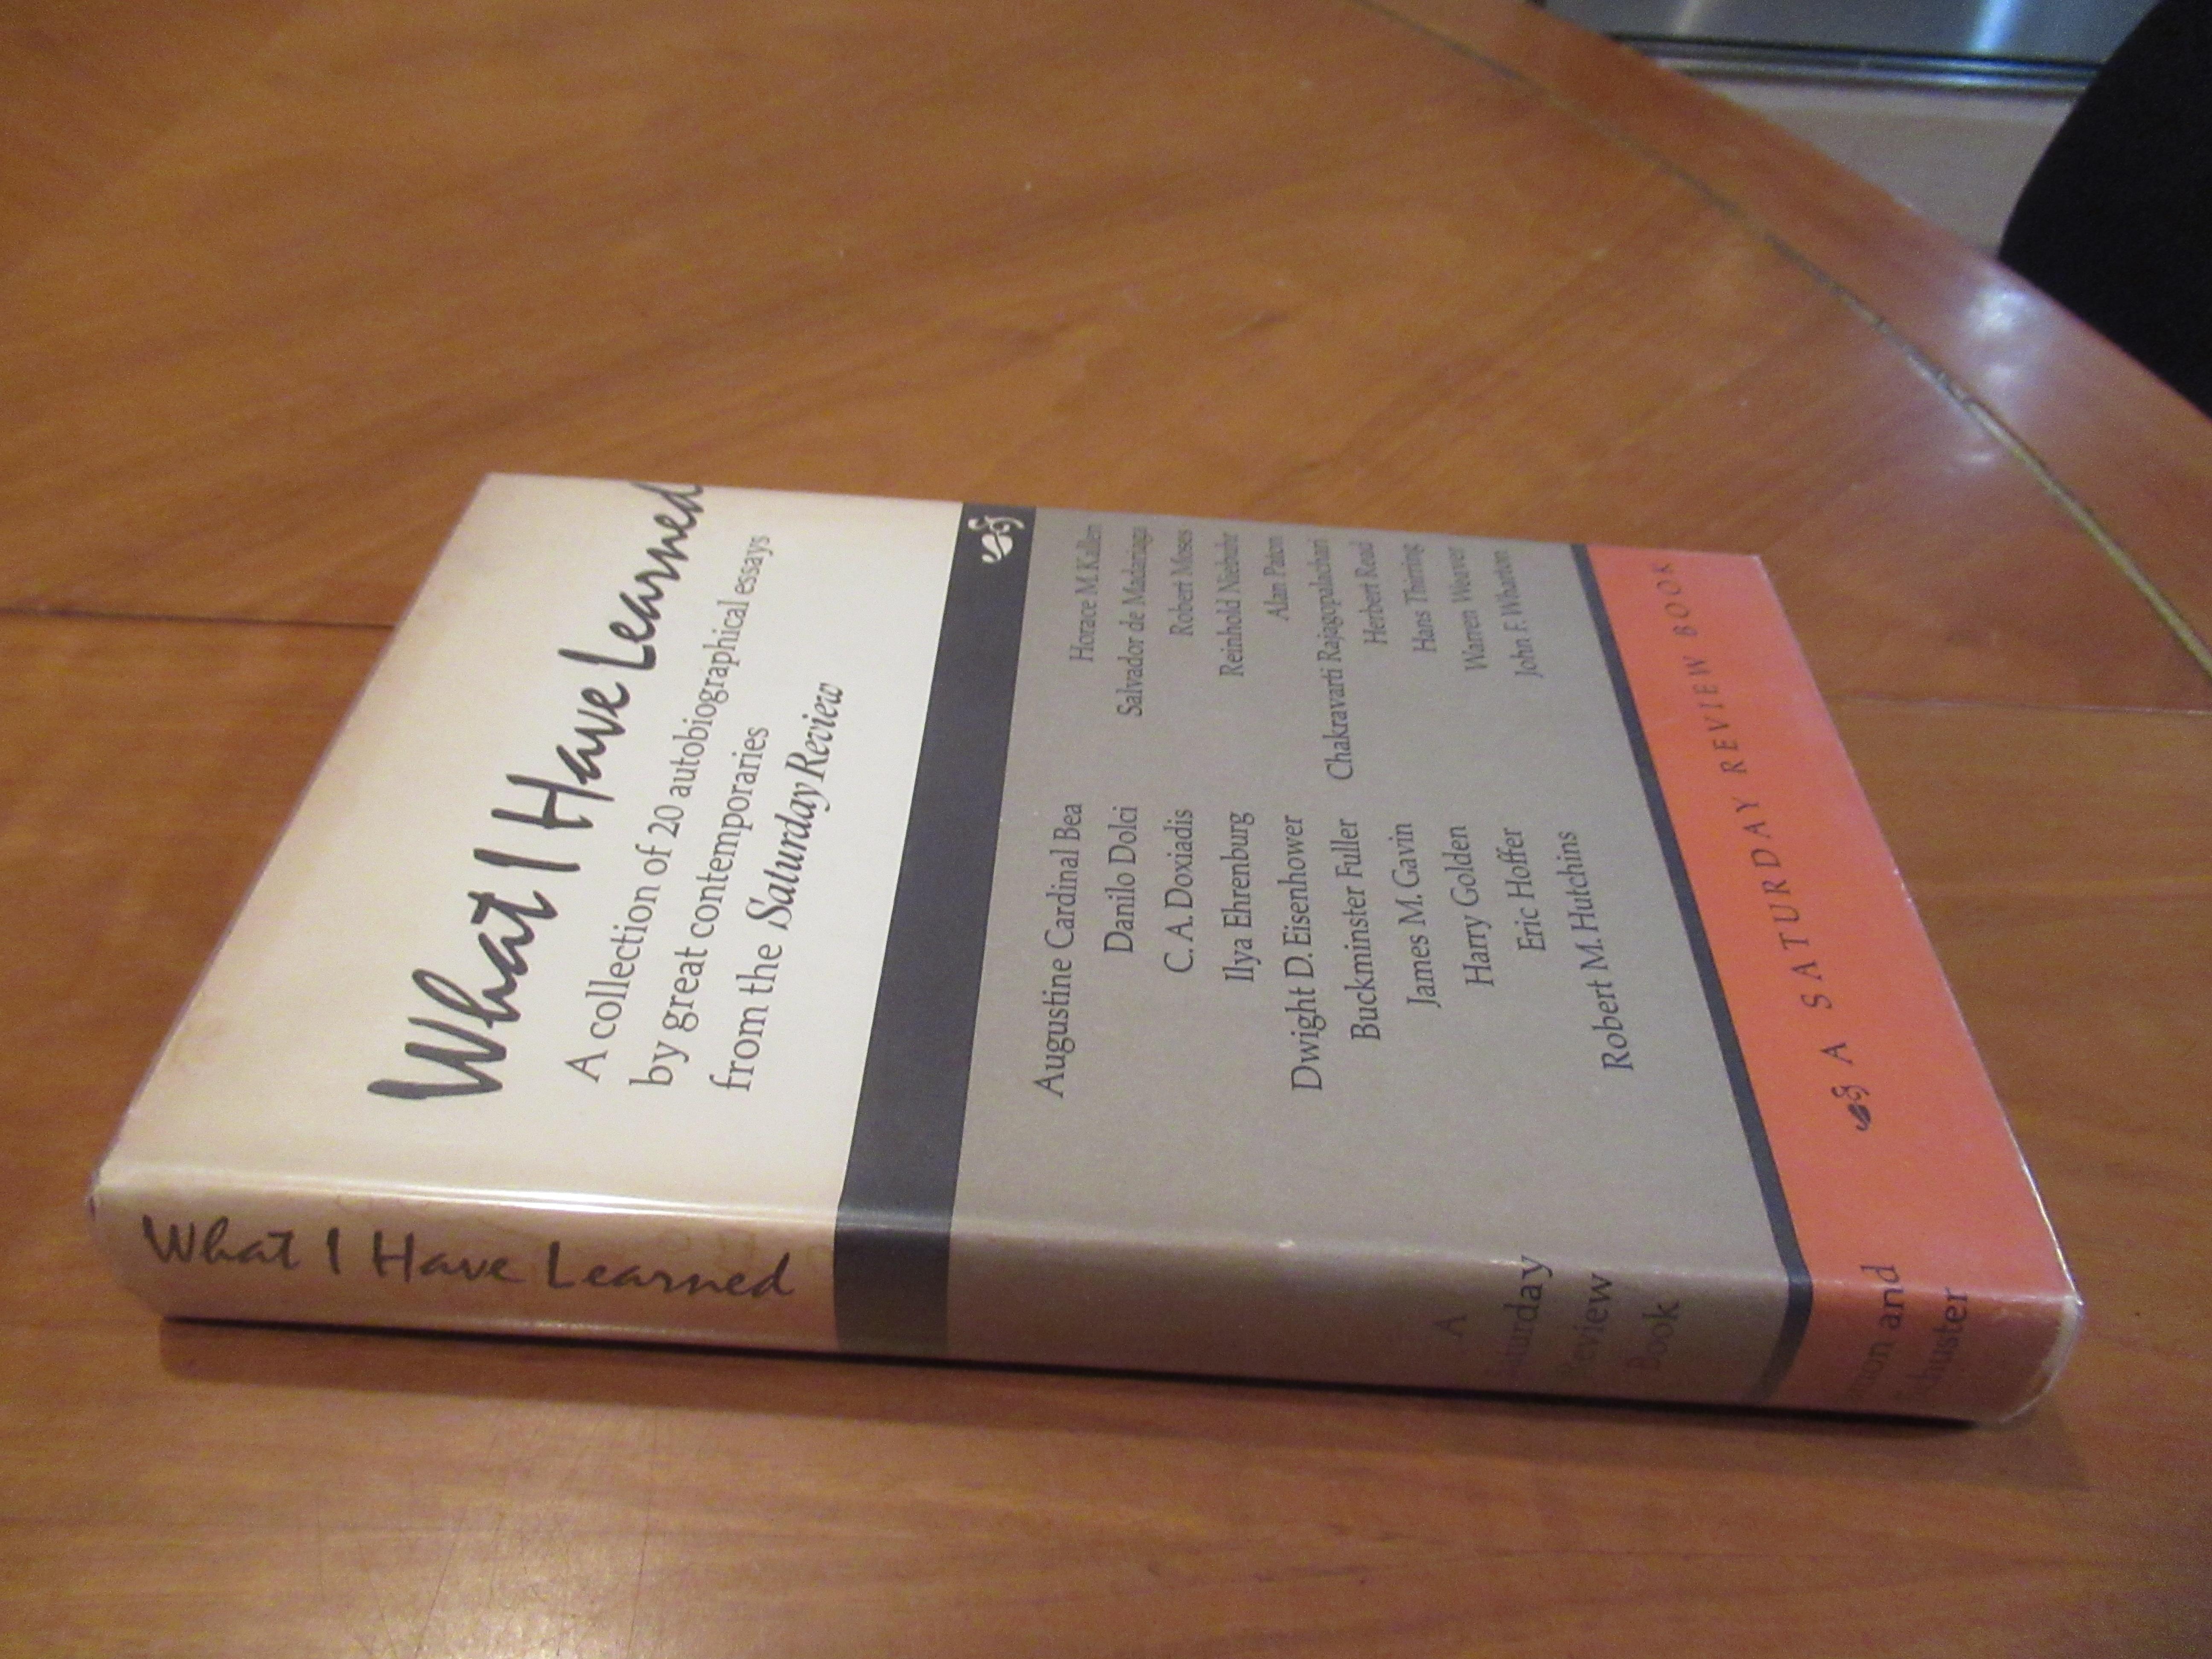 What I Have Learned
A collection of 20 autobiographical essays
by great contemporaries
from the Saturday Review
Augustine Cardinal Bea
Danilo Dolci
C. A. Doxiadis
Ilya Ehrenburg
Dwight D. Eisenhower
Buckminster Fuller
James M. Gavin
Harry Golden
Eric Hoffer
Robert M. Hutchins
Horace M. Kallen
Salvador de Madariaga
Robert Moses
Reinhold Niebuhr
Alan Paton
Chakravarti Rajagopalachari
Herbert Read
Hans Thirring
Warren Weaver
John F. Wharton
A SATURDAY REVIEW BOOK
What I Have Learned
A
Saturday
Review
Book
Simon and
Schuster